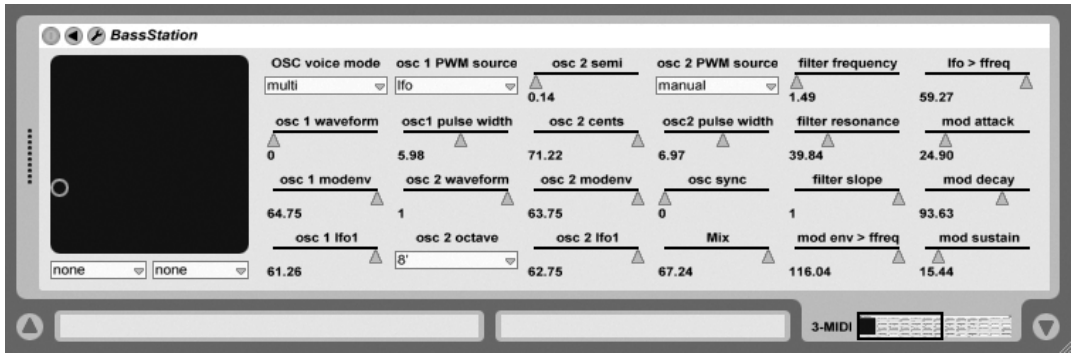 BassStation
OSC voice mode osc 1 PWM source osc 2 semi osc 2 PWM source filter frequency lfo > ffreq
multi lfo 0.14 manual 1.49 59.27
osc 1 waveform osc1 pulse width osc 2 cents osc2 pulse width filter resonance mod attack
0 5.98 71.22 6.97 39.84 24.90
osc 1 modenv osc 2 waveform osc 2 modenv osc sync filter slope mod decay
64.75 1 63.75 0 1 93.63
osc 1 lfo1 osc 2 octave osc 2 lfo1 Mix mod env > ffreq mod sustain
none none 61.26 8' 62.75 67.24 116.04 15.44
3-MIDI